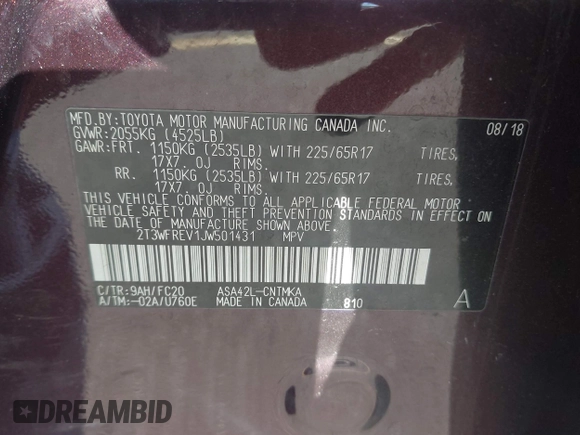 MFD.BY:TOYOTA MOTOR MANUFACTURING CANADA INC. 08/18
GVWR:2055KG (4525LB)
GAWR:FRT. 1150KG (2535LB) WITH 225/65R17 TIRES,
17X7.0J RIMS.
RR. 1150KG (2535LB) WITH 225/65R17 TIRES,
17X7.0J RIMS.
THIS VEHICLE CONFORMS TO ALL APPLICABLE FEDERAL MOTOR
VEHICLE SAFETY AND THEFT PREVENTION STANDARDS IN EFFECT ON
THE DATE OF MANUFACTURE SHOWN ABOVE.
2T3WFREV1JW501431 MPV
C/TR:9AH/FC20 ASA42L-CNTMKA
A/TM:-02A/U760E MADE IN CANADA 810 A
DREAMBID